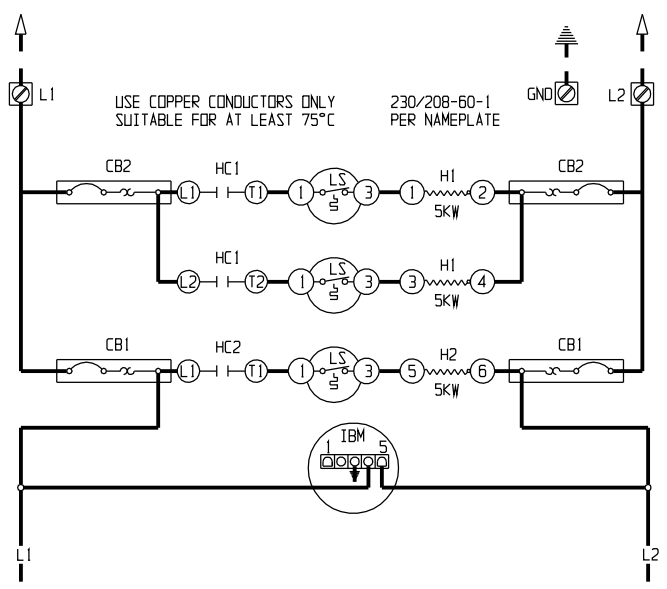 L1
GND
L2
USE COPPER CONDUCTORS ONLY
SUITABLE FOR AT LEAST 75°C
230/208-60-1
PER NAMEPLATE
CB2
HC1
H1
CB2
L1
T1
1
LS
3
1
2
5KW
HC1
H1
L2
T2
1
LS
3
3
4
5KW
CB1
HC2
H2
CB1
L1
T1
1
LS
3
5
6
5KW
IBM
1
5
L1
L2